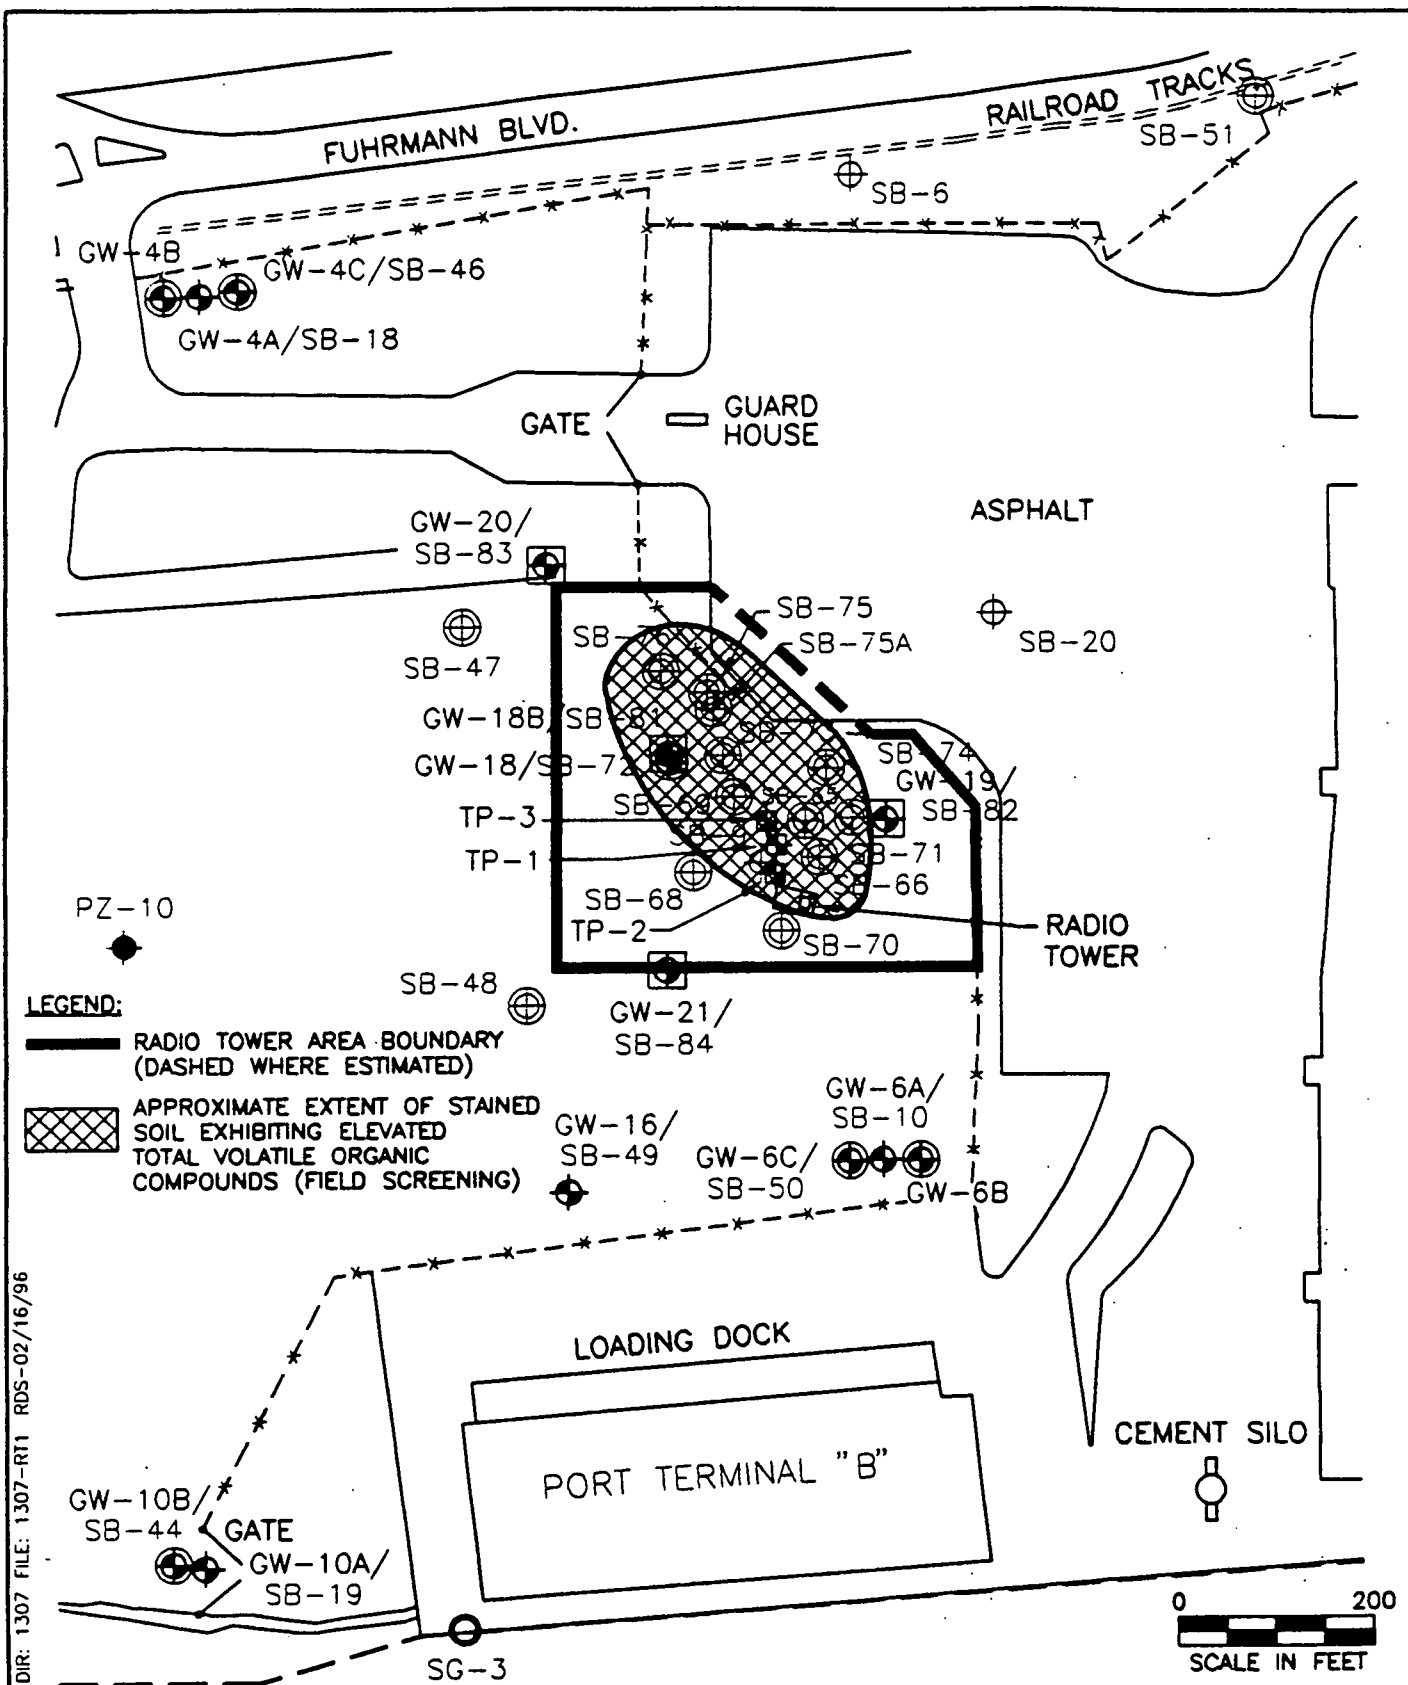 RAILROAD TRACKS
FUHRMANN BLVD.
SB-51
SB-6
GW-4B
GW-4C/SB-46
GW-4A/SB-18
GATE
GUARD
HOUSE
ASPHALT
GW-20/
SB-83
SB-75
SB-75A
SB-20
SB-47
GW-18B/SB-81
GW-18/SB-72
SB-74
GW-19/
SB-82
SB-69
TP-3
TP-1
SB-71
SB-68
TP-2
SB-70
RADIO
TOWER
PZ-10
SB-48
GW-21/
SB-84
LEGEND:
RADIO TOWER AREA BOUNDARY
(DASHED WHERE ESTIMATED)
APPROXIMATE EXTENT OF STAINED
SOIL EXHIBITING ELEVATED
TOTAL VOLATILE ORGANIC
COMPOUNDS (FIELD SCREENING)
GW-16/
SB-49
GW-6A/
SB-10
GW-6C/
SB-50
GW-6B
LOADING DOCK
PORT TERMINAL "B"
CEMENT SILO
GW-10B/
SB-44
GATE
GW-10A/
SB-19
SG-3
0 200
SCALE IN FEET
DIR: 1307 FILE: 1307-RT1 RDS-02/16/96